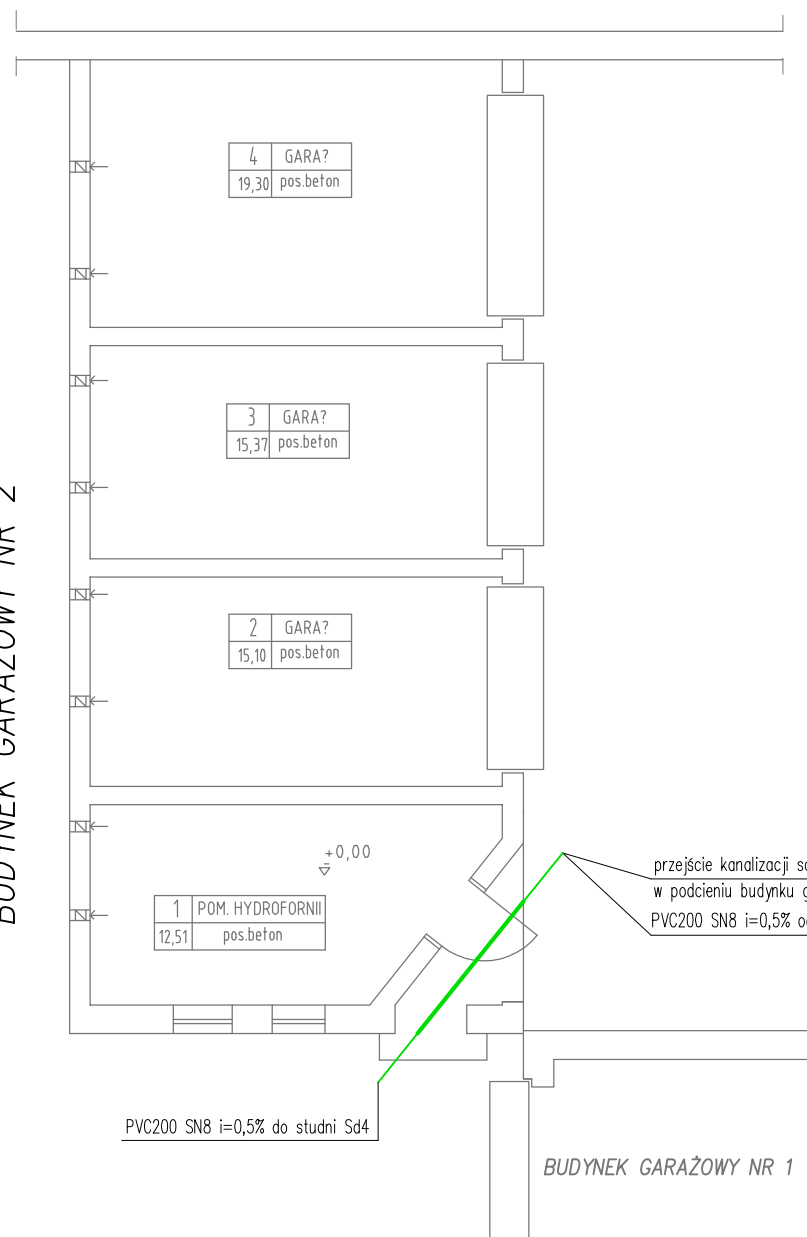 4 GARA?
19,30 pos.beton
3 GARA?
15,37 pos.beton
2 GARA?
15,10 pos.beton
BUDYNEK GARAŻOWY NR 2
+0,00
1 POM. HYDROFORNII
12,51 pos.beton
przejście kanalizacji
w podcieniu budynku
PVC200 SN8 i=0,5%
PVC200 SN8 i=0,5% do studni Sd4
BUDYNEK GARAŻOWY NR 1